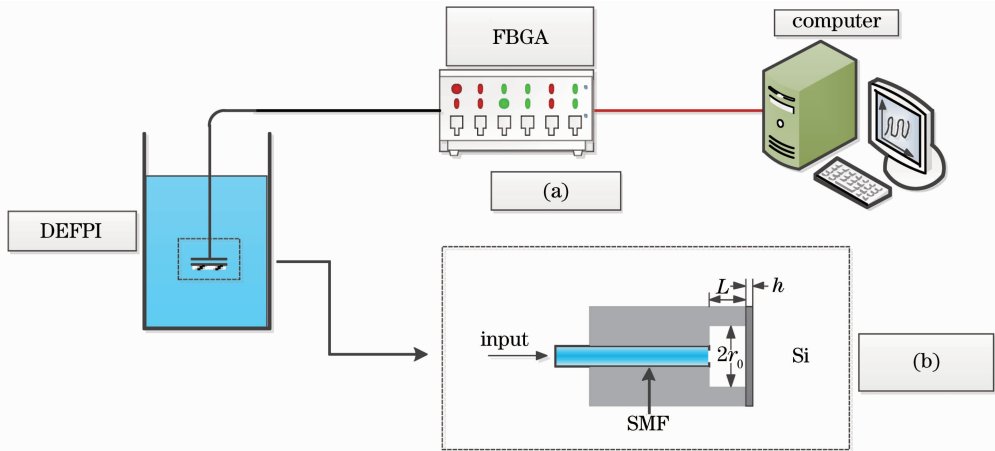 FBGA
computer
(a)
DEFPI
L
h
input
2r₀
Si
(b)
SMF